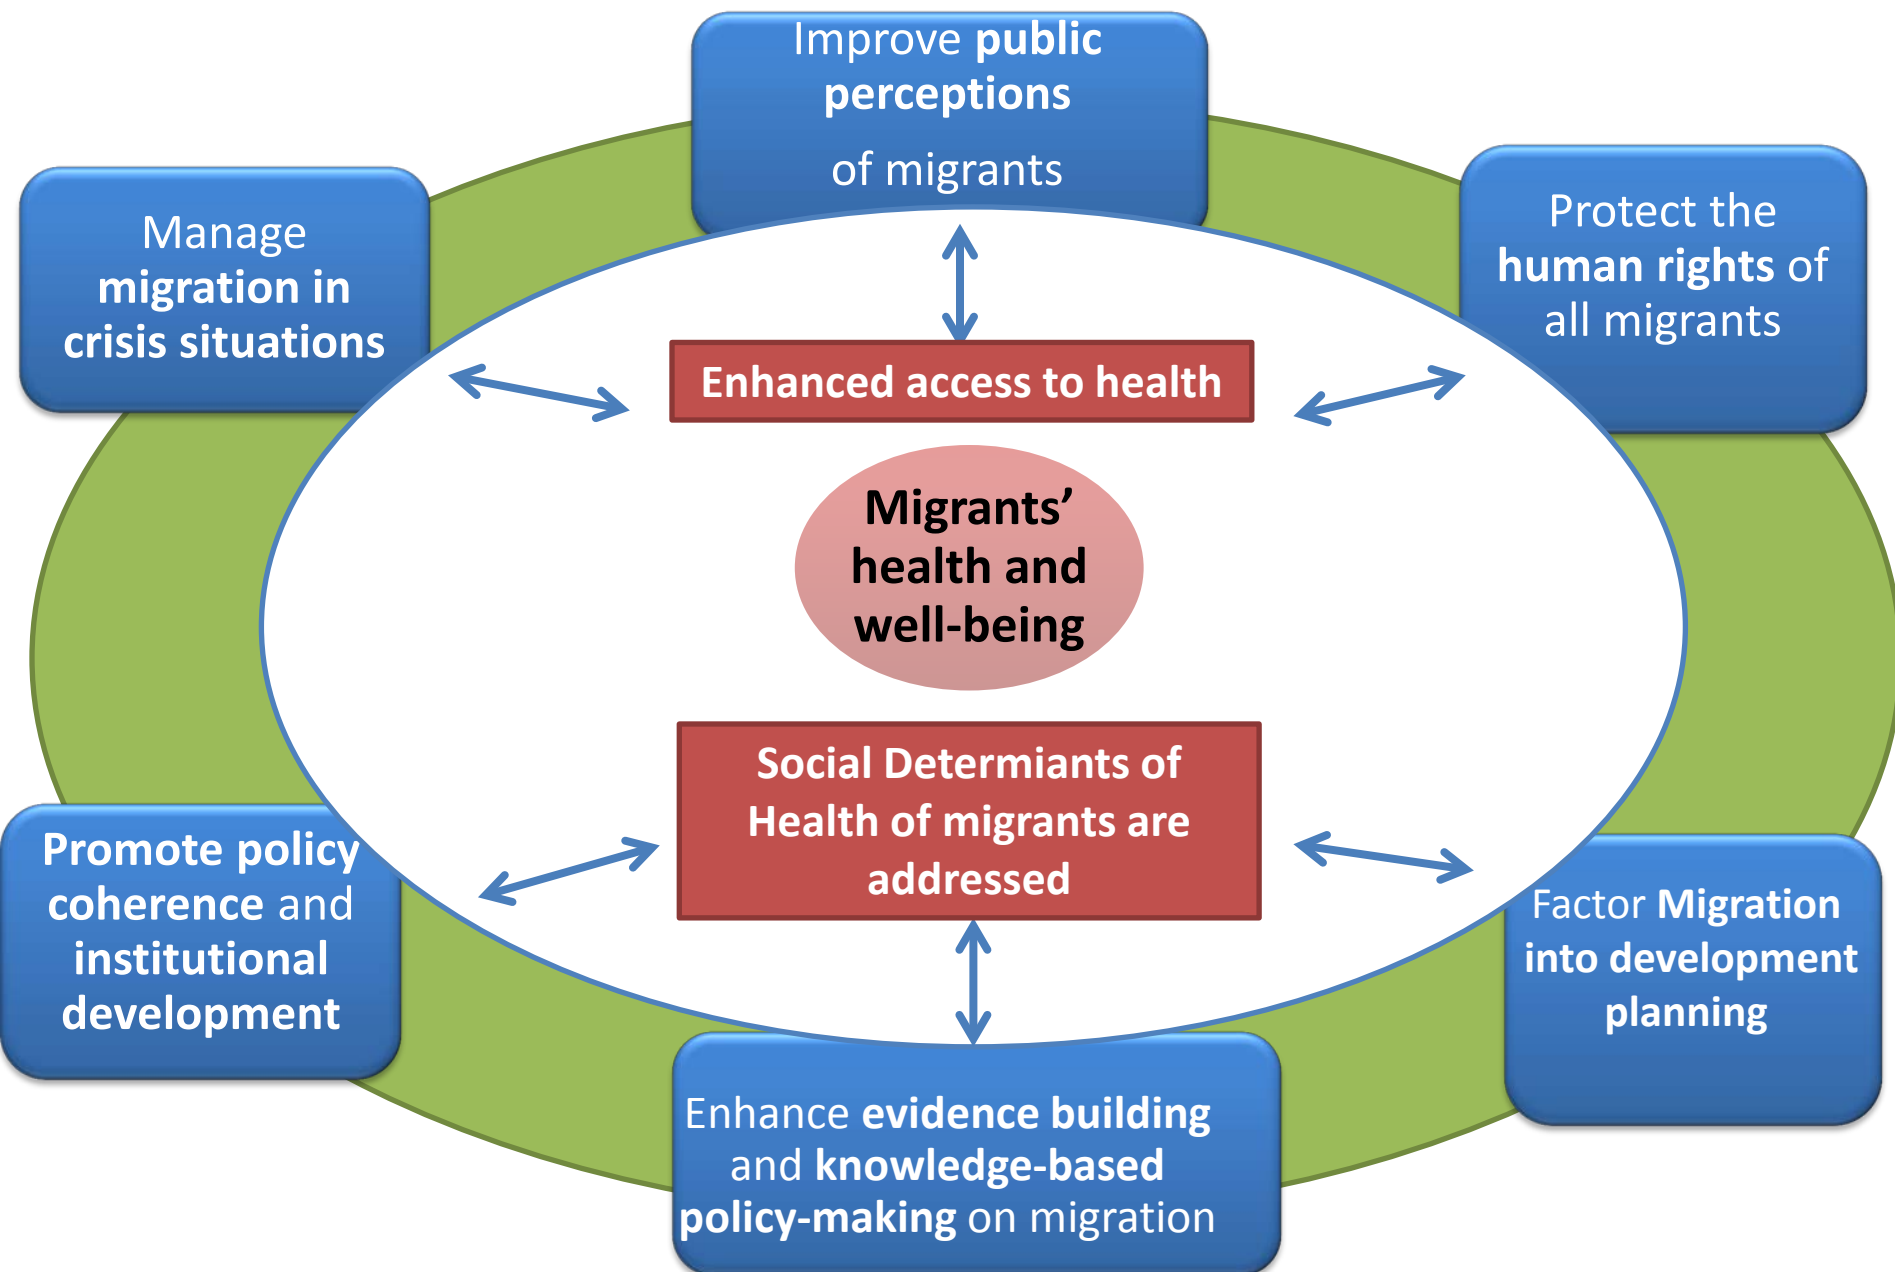 Improve public
perceptions
of migrants
Manage
migration in
crisis situations
Protect the
human rights of
all migrants
Enhanced access to health
Migrants’
health and
well-being
Social Determiants of
Health of migrants are
addressed
Promote policy
coherence and
institutional
development
Factor Migration
into development
planning
Enhance evidence building
and knowledge-based
policy-making on migration